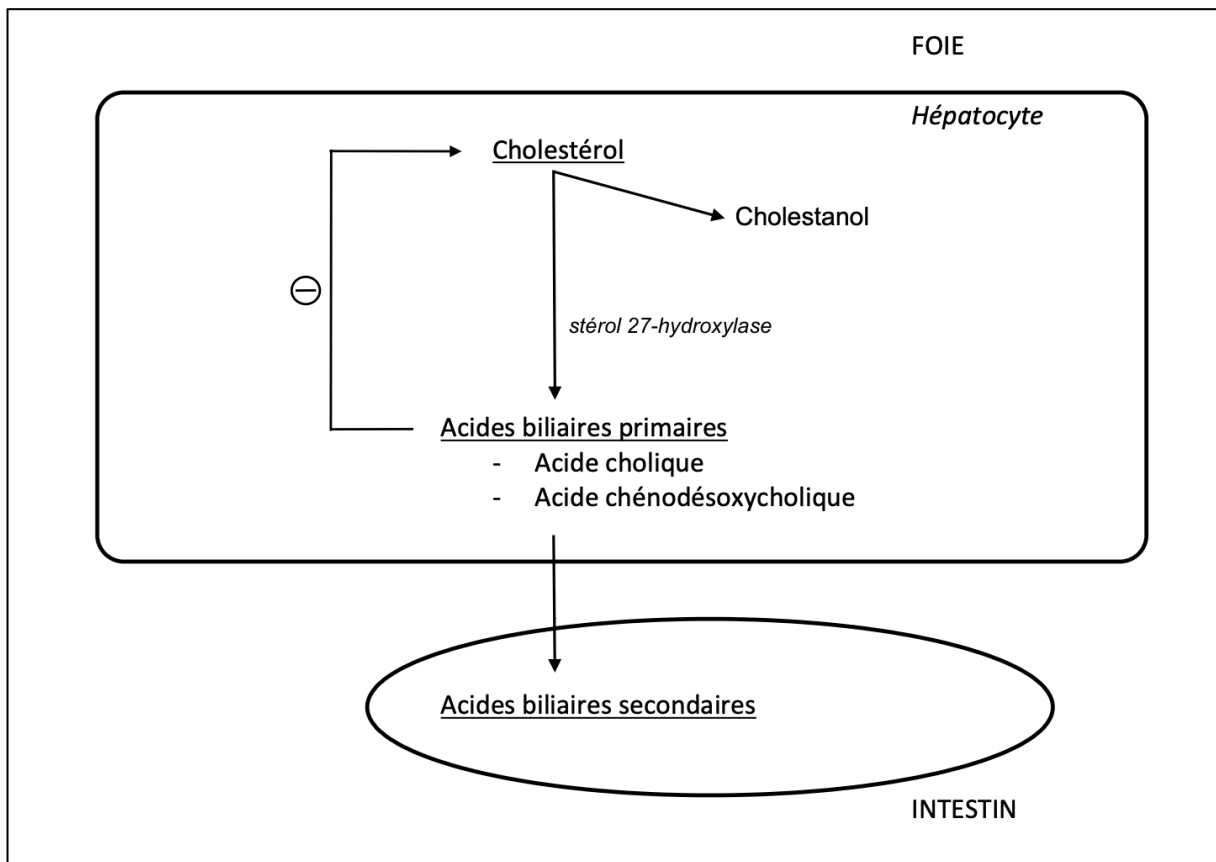 FOIE
Hépatocyte
Cholestérol
Cholestanol
stérol 27-hydroxylase
Acides biliaires primaires
- Acide cholique
- Acide chénodésoxycholique
Acides biliaires secondaires
INTESTIN